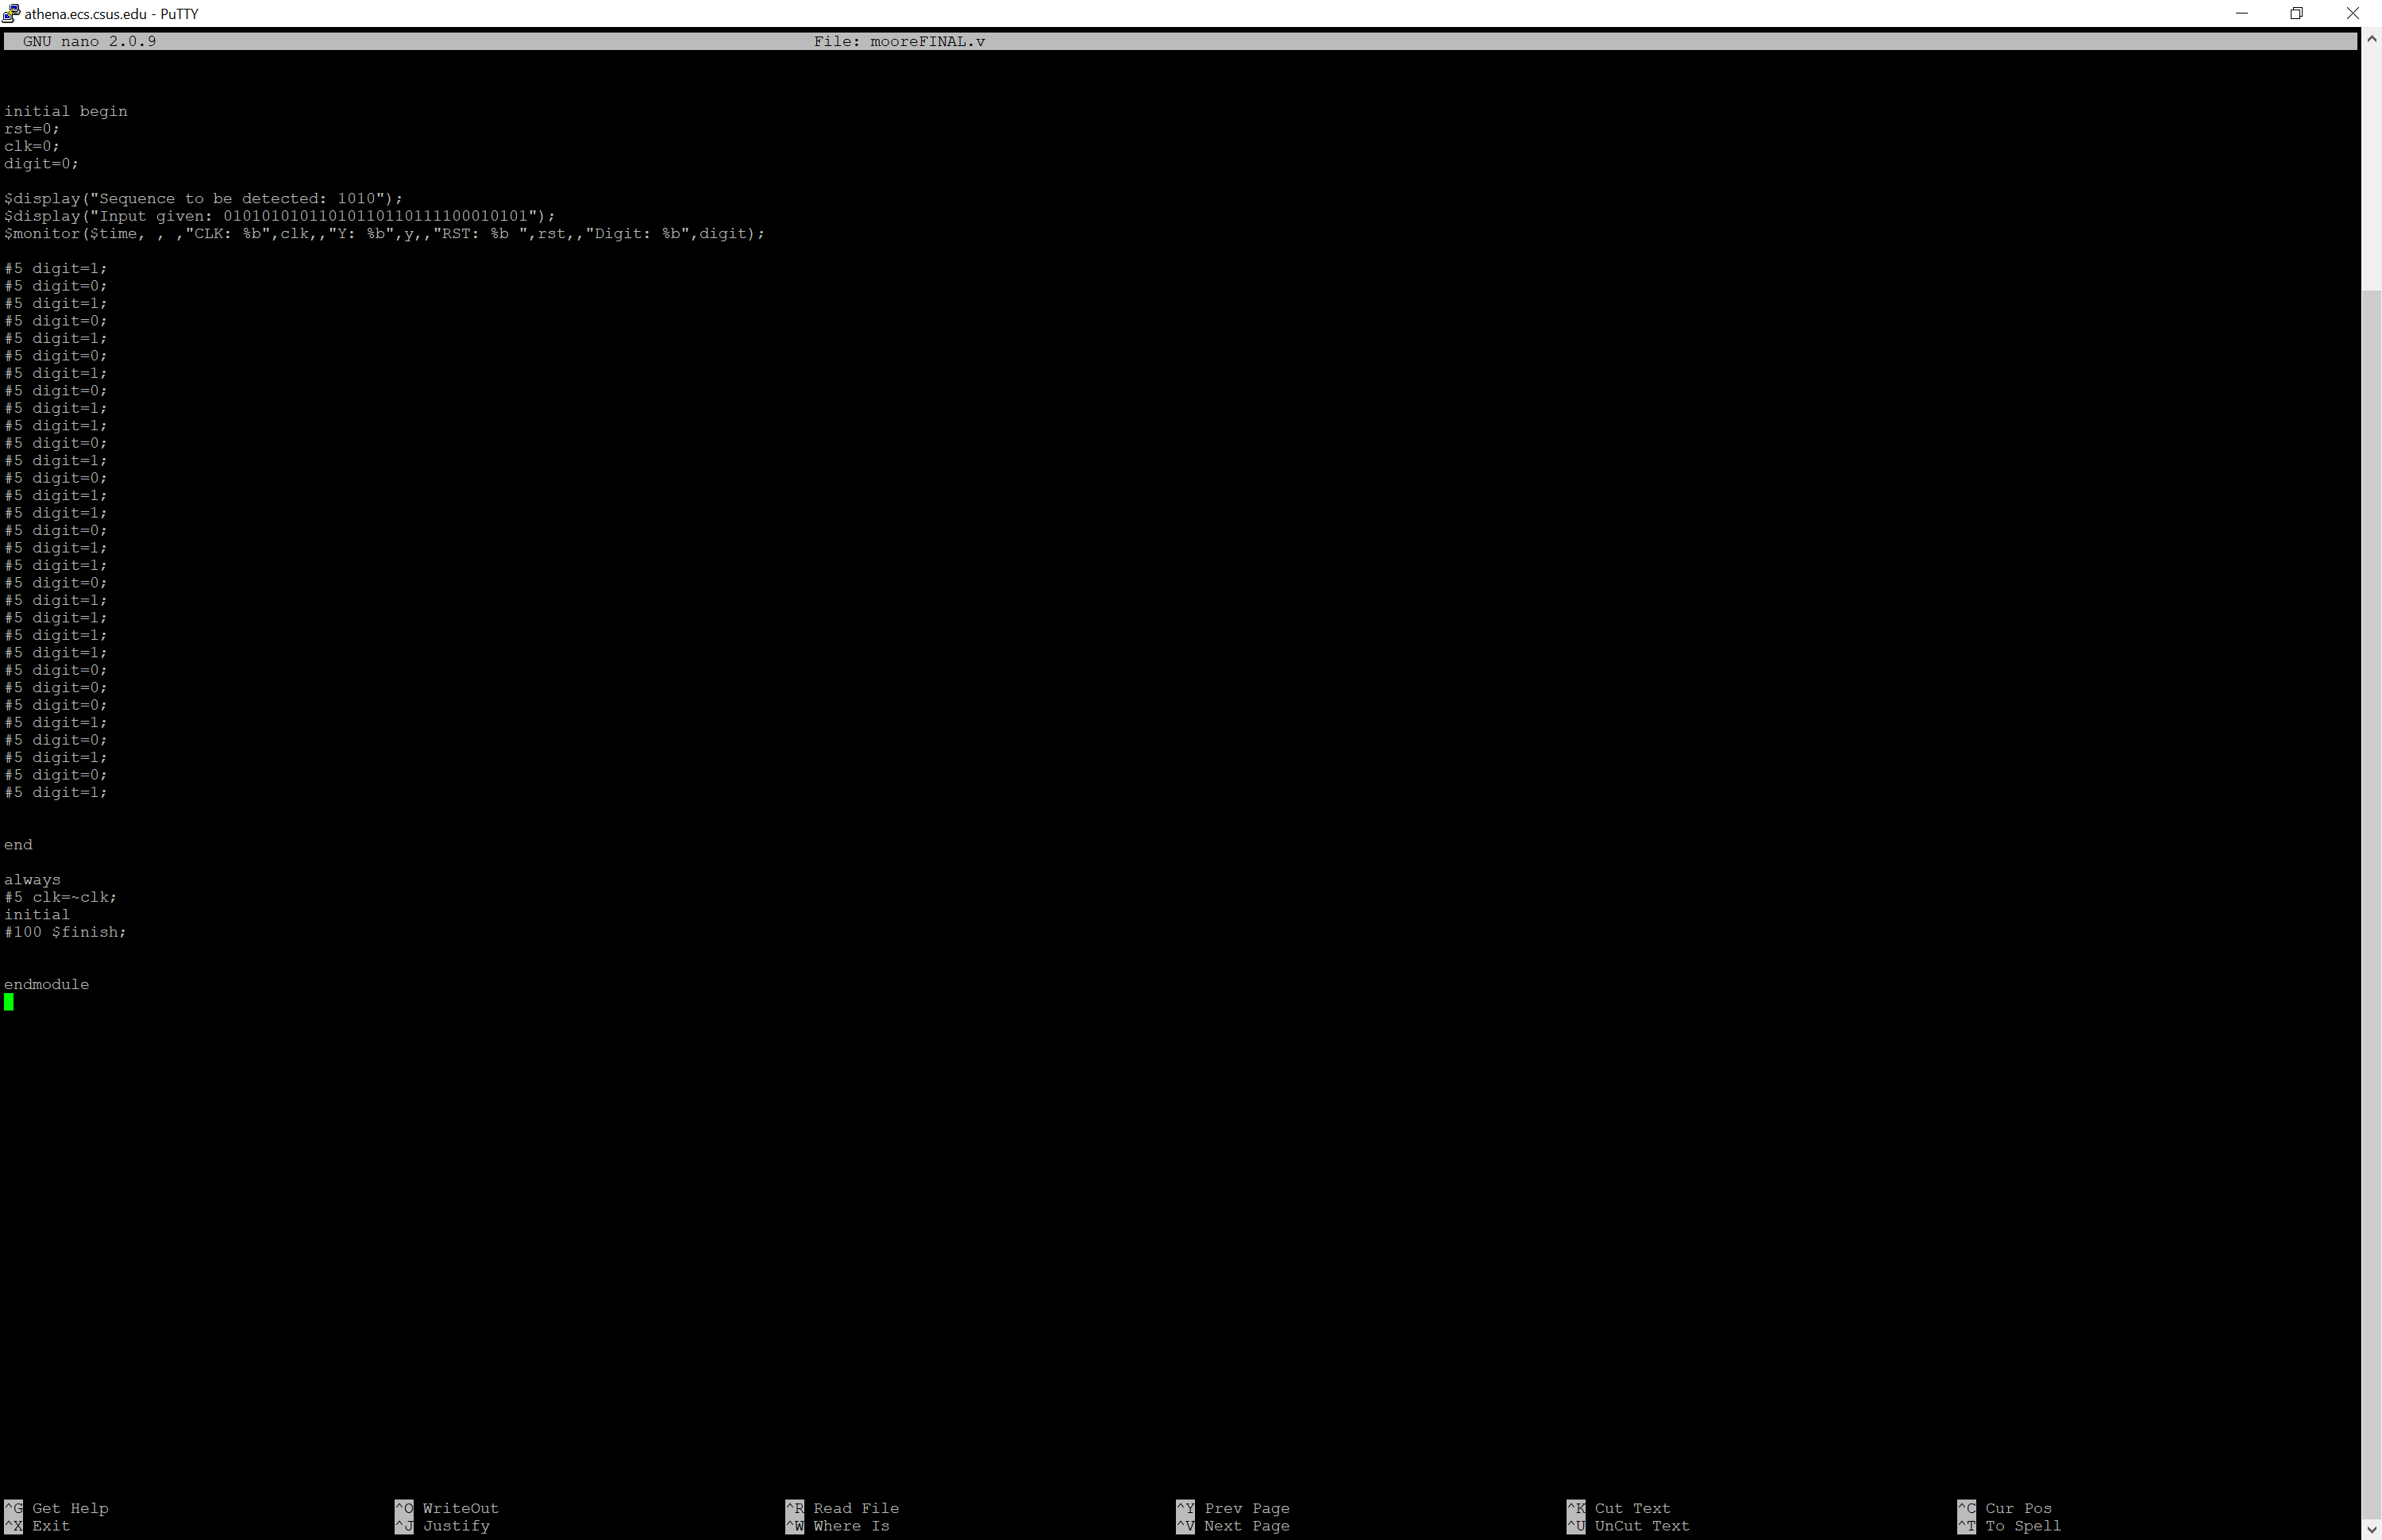 athena.ecs.csus.edu - PuTTY
GNU nano 2.0.9 File: mooreFINAL.v
initial begin
rst=0;
clk=0;
digit=0;
$display("Sequence to be detected: 1010");
$display("Input given: 01010101011010110110111100010101");
$monitor($time, , ,"CLK: %b",clk,,"Y: %b",y,,"RST: %b ",rst,,"Digit: %b",digit);
#5 digit=1;
#5 digit=0;
#5 digit=1;
#5 digit=0;
#5 digit=1;
#5 digit=0;
#5 digit=1;
#5 digit=0;
#5 digit=1;
#5 digit=1;
#5 digit=0;
#5 digit=1;
#5 digit=0;
#5 digit=1;
#5 digit=1;
#5 digit=0;
#5 digit=1;
#5 digit=1;
#5 digit=0;
#5 digit=1;
#5 digit=1;
#5 digit=1;
#5 digit=1;
#5 digit=0;
#5 digit=0;
#5 digit=0;
#5 digit=1;
#5 digit=0;
#5 digit=1;
#5 digit=0;
#5 digit=1;
end
always
#5 clk=~clk;
initial
#100 $finish;
endmodule
^G Get Help ^O WriteOut ^R Read File ^Y Prev Page ^K Cut Text ^C Cur Pos
^X Exit ^J Justify ^W Where Is ^V Next Page ^U UnCut Text ^T To Spell